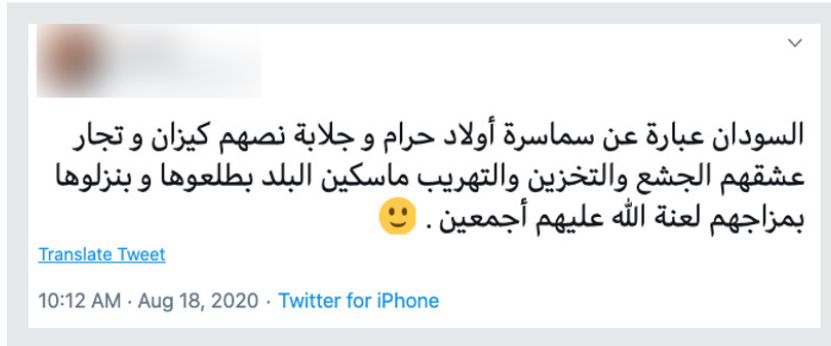 السودان عبارة عن سماسرة أولاد حرام و جلابة نصهم كيزان و تجار
عشقهم الجشع والتخزين والتهريب ماسكين البلد بطلعوها و بنزلوها
بمزاجهم لعنة الله عليهم أجمعين . 🙂
Translate Tweet
10:12 AM · Aug 18, 2020 · Twitter for iPhone